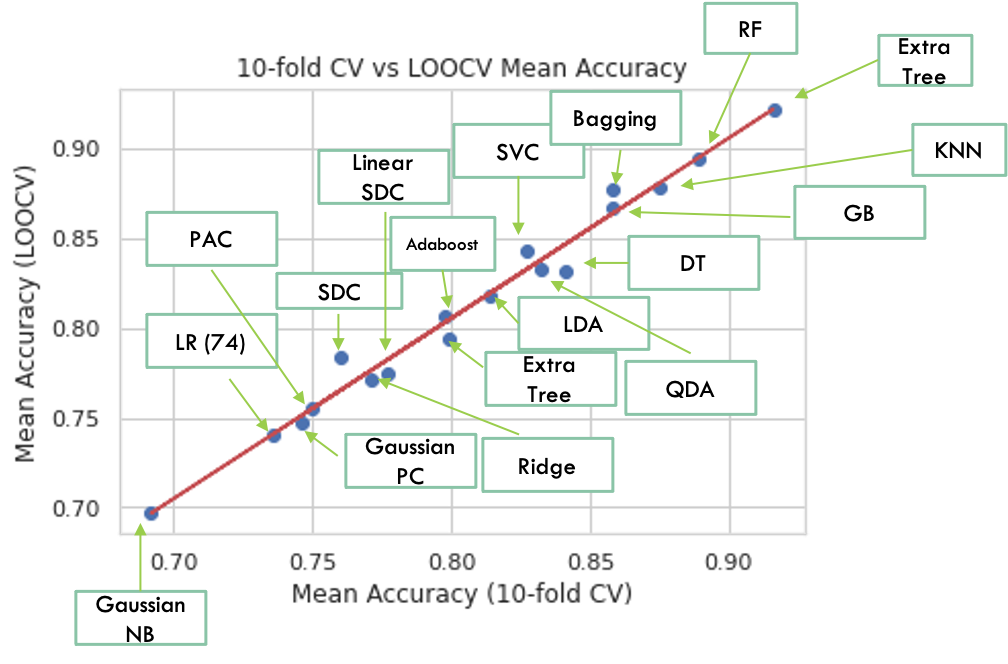 RF
Extra
Tree
10-fold CV vs LOOCV Mean Accuracy
Bagging
SVC
KNN
Linear
SDC
GB
PAC
Adaboost
DT
SDC
LDA
LR (74)
Extra
Tree
QDA
Gaussian
PC
Ridge
Gaussian
NB
Mean Accuracy (LOOCV)
0.90
0.85
0.80
0.75
0.70
0.70 0.75 0.80 0.85 0.90
Mean Accuracy (10-fold CV)